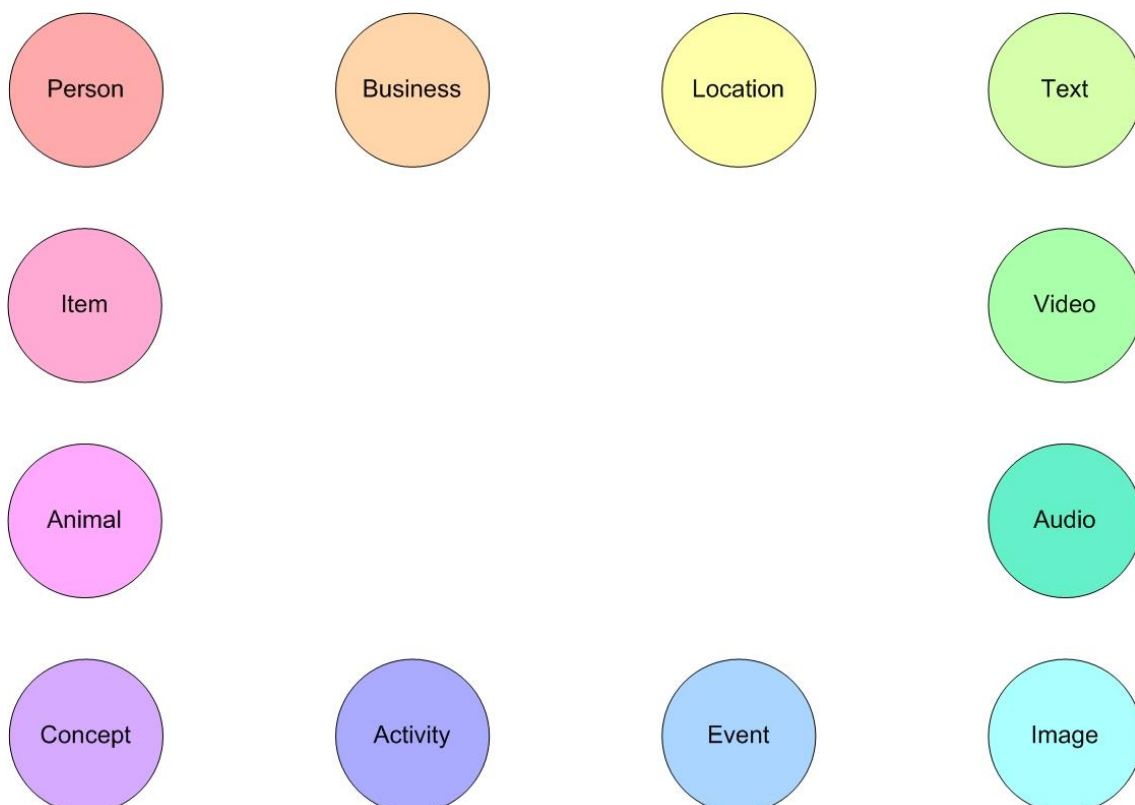 Person
Business
Location
Text
Item
Video
Animal
Audio
Concept
Activity
Event
Image